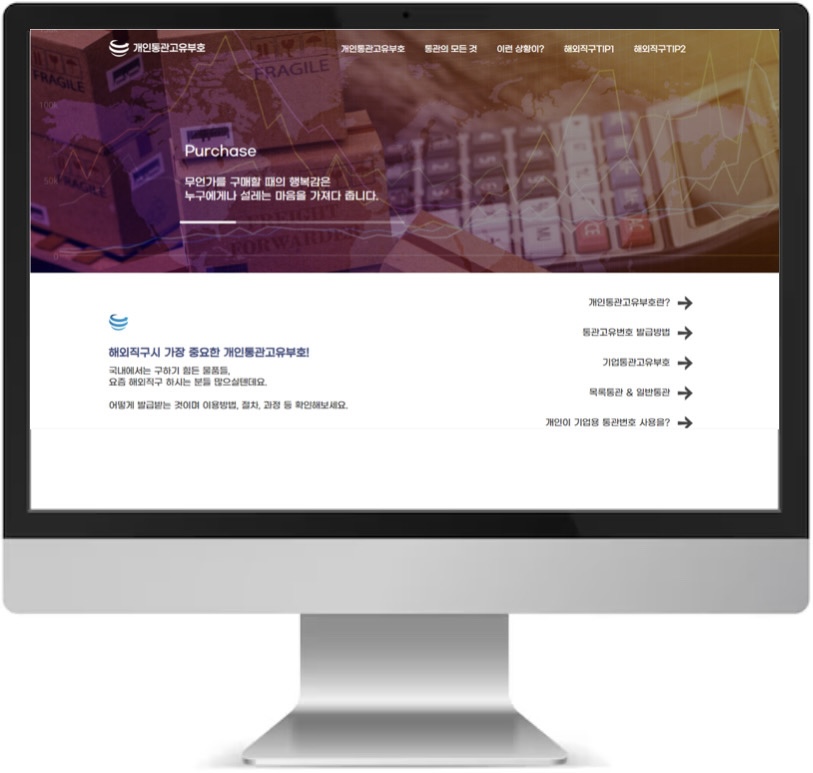 개인통관고유부호
개인통관고유부호 통관의 모든 것 이런 상황이? 해외직구TIP1 해외직구TIP2
FRAGILE
FRAGILE
100k
Purchase
50k
무언가를 구매할 때의 행복감은
누구에게나 설레는 마음을 가져다 줍니다.
FREIGHT
FORWARDER
개인통관고유부호란?
통관고유번호 발급방법
해외직구시 가장 중요한 개인통관고유부호!
기업통관고유부호
국내에서는 구하기 힘든 물품들,
요즘 해외직구 하시는 분들 많으실텐데요.
목록통관 & 일반통관
어떻게 발급받는 것이며 이용방법, 절차, 과정 등 확인해보세요.
개인이 기업용 통관번호 사용을?